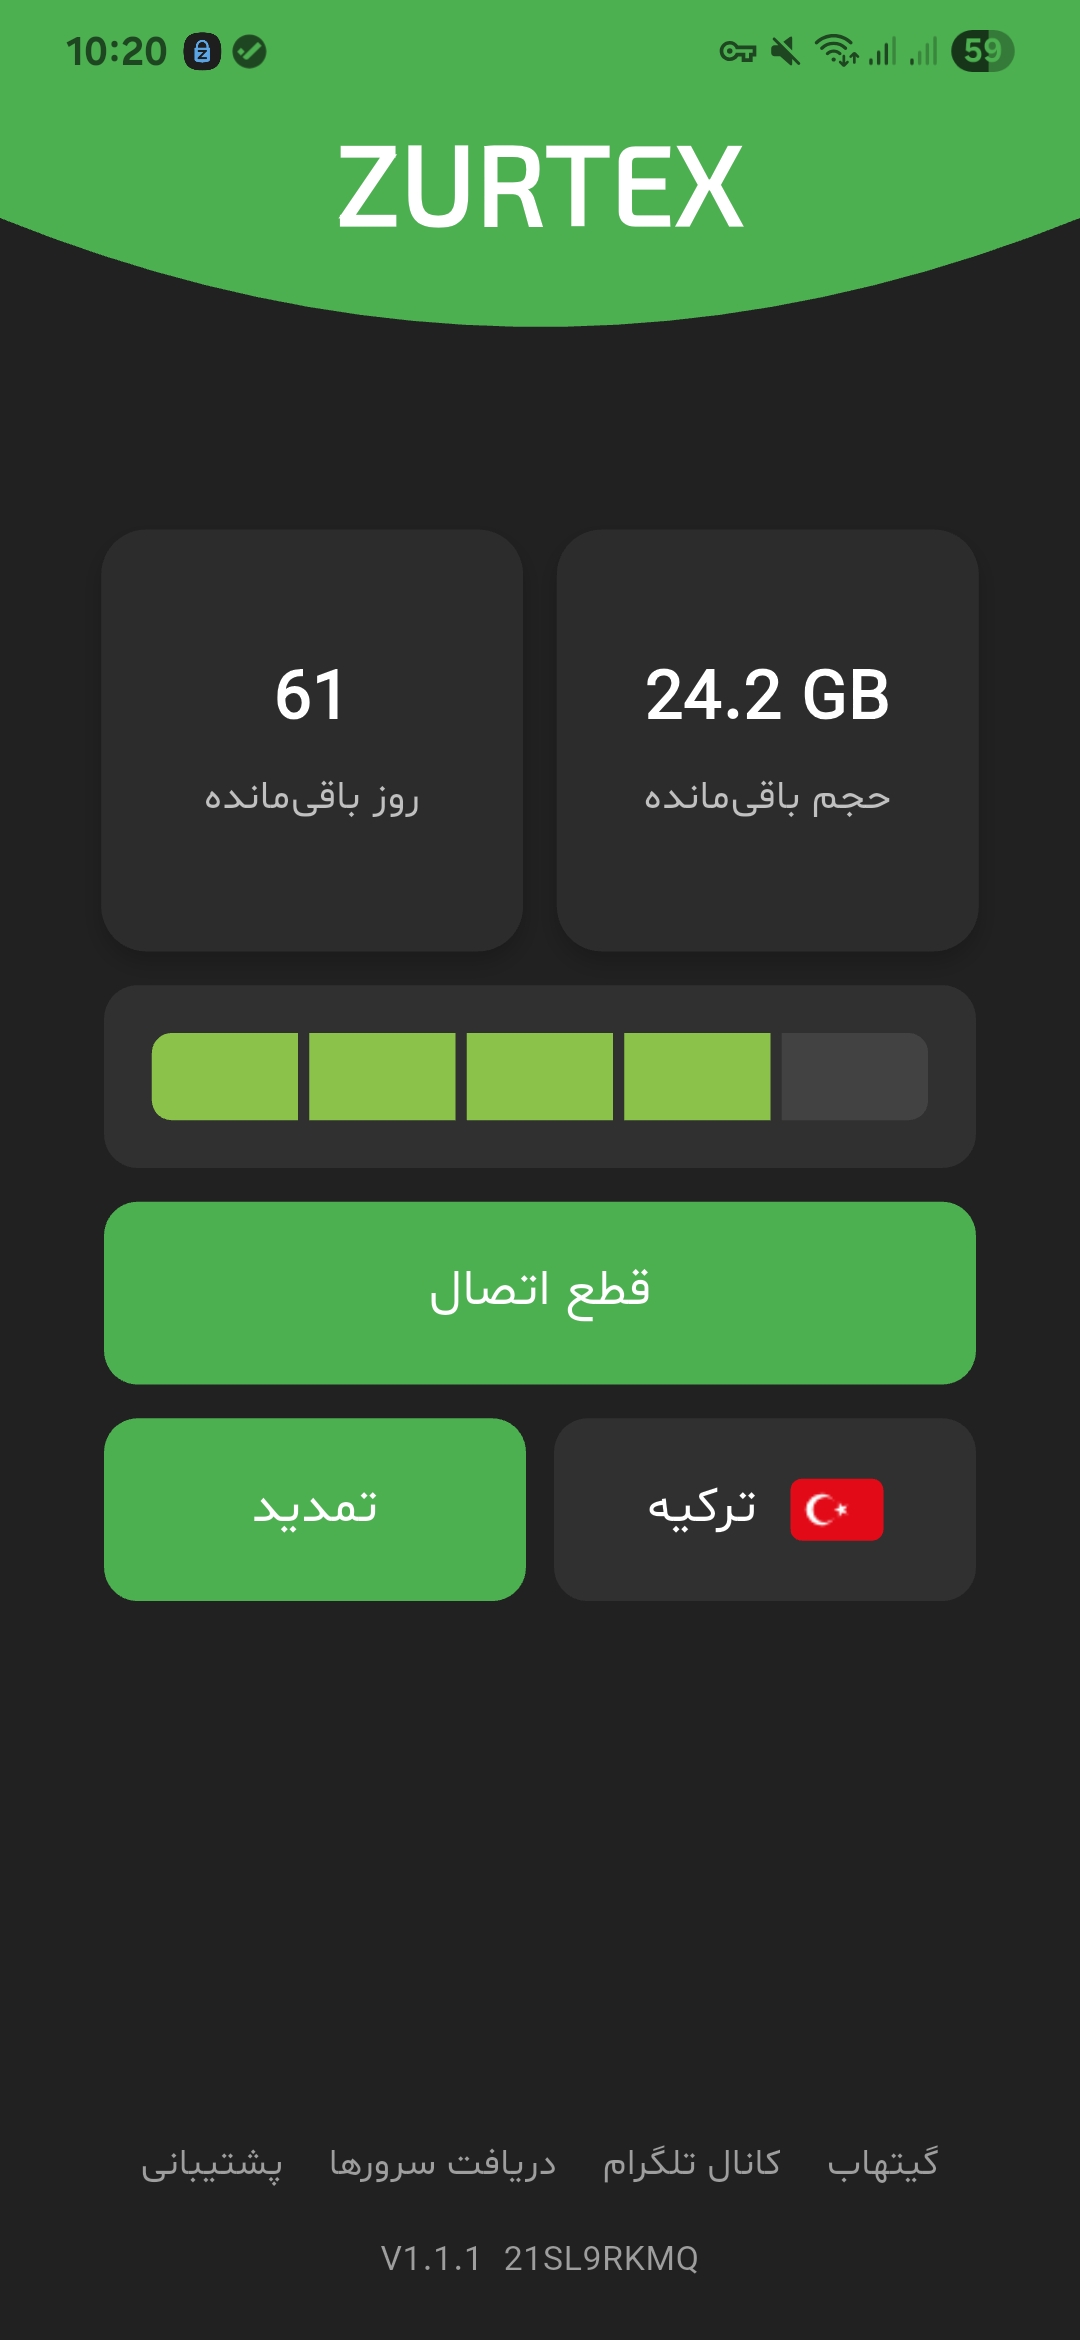 10:20
59
ZURTEX
24.2 GB
حجم باقی‌مانده
61
روز باقی‌مانده
قطع اتصال
ترکیه
تمدید
گیتهاب کانال تلگرام دریافت سرورها پشتیبانی
V1.1.1 21SL9RKMQ